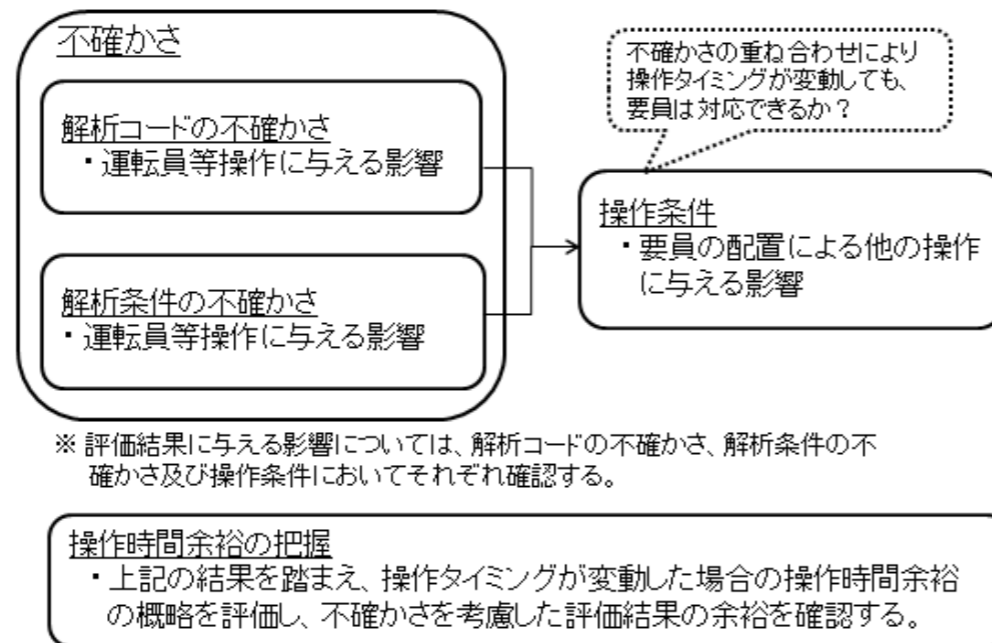 不確かさ
解析コードの不確かさ
・運転員等操作に与える影響
解析条件の不確かさ
・運転員等操作に与える影響
不確かさの重ね合わせにより
操作タイミングが変動しても、
要員は対応できるか？
操作条件
・要員の配置による他の操作
に与える影響
※ 評価結果に与える影響については、解析コードの不確かさ、解析条件の不
確かさ及び操作条件においてそれぞれ確認する。
操作時間余裕の把握
・上記の結果を踏まえ、操作タイミングが変動した場合の操作時間余裕
の概略を評価し、不確かさを考慮した評価結果の余裕を確認する。